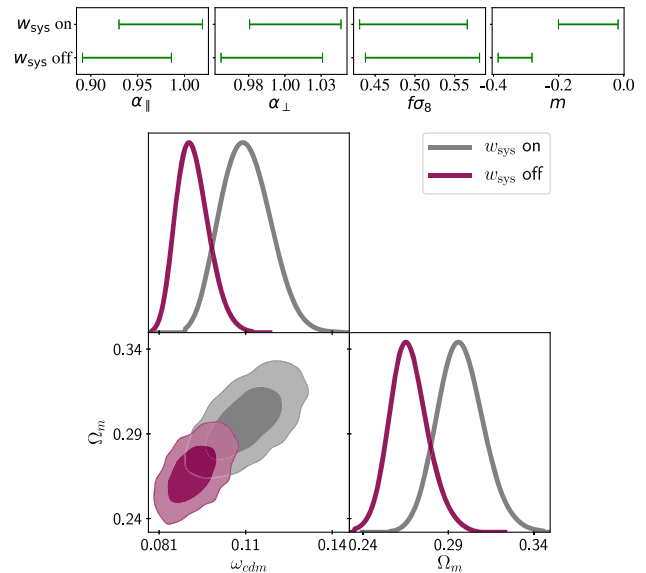 w_sys on
w_sys off
0.90 0.95 1.00
α_∥
0.98 1.00 1.03
α_⊥
0.45 0.50 0.55
fσ_8
-0.4 -0.2 0.0
m
w_sys on
w_sys off
0.34
0.29
0.24
Ω_m
0.081 0.11 0.14
ω_cdm
0.24 0.29 0.34
Ω_m